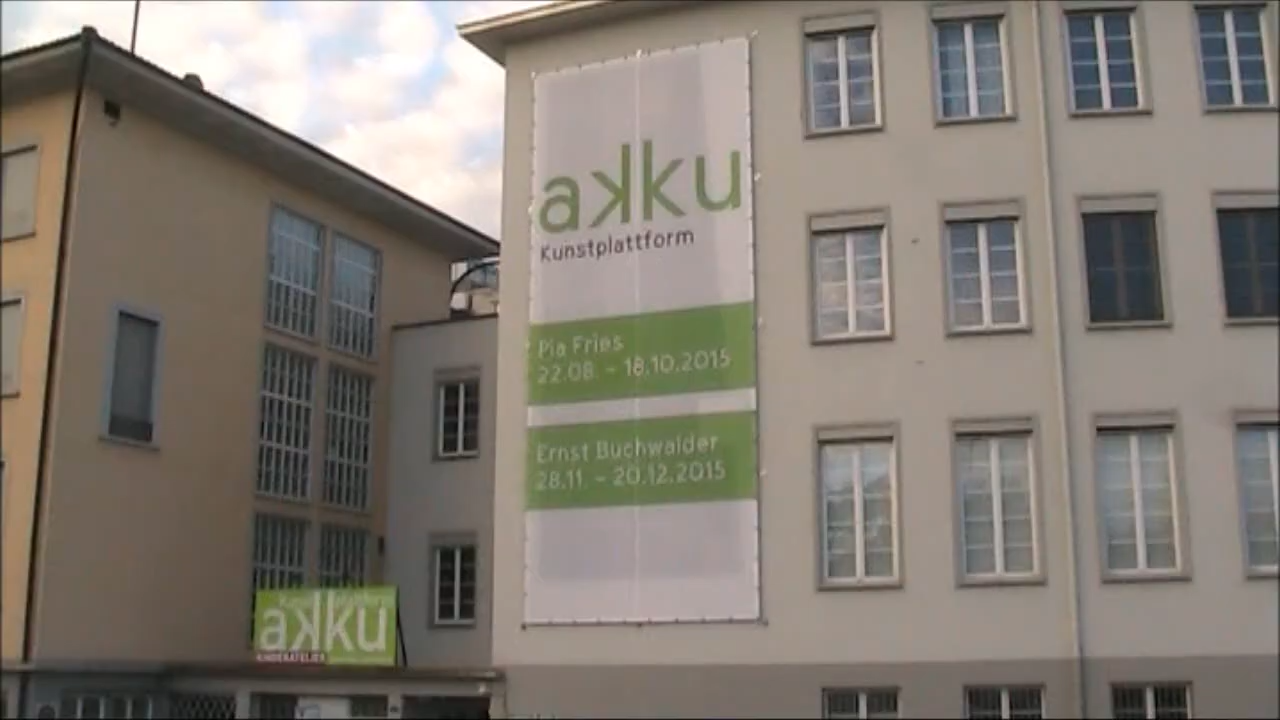 akku
Kunstplattform
Pia Fries
22.08. - 18.10.2015
Ernst Buchwalder
28.11. - 20.12.2015
akku
KINDERATELIER